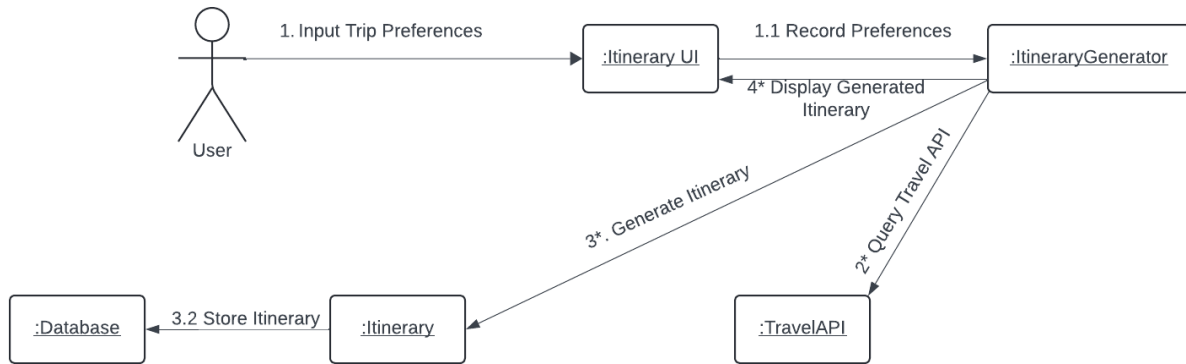 1. Input Trip Preferences
1.1 Record Preferences
:Itinerary UI
:ItineraryGenerator
4* Display Generated
Itinerary
User
3*. Generate Itinerary
2* Query Travel API
:Database
3.2 Store Itinerary
:Itinerary
:TravelAPI